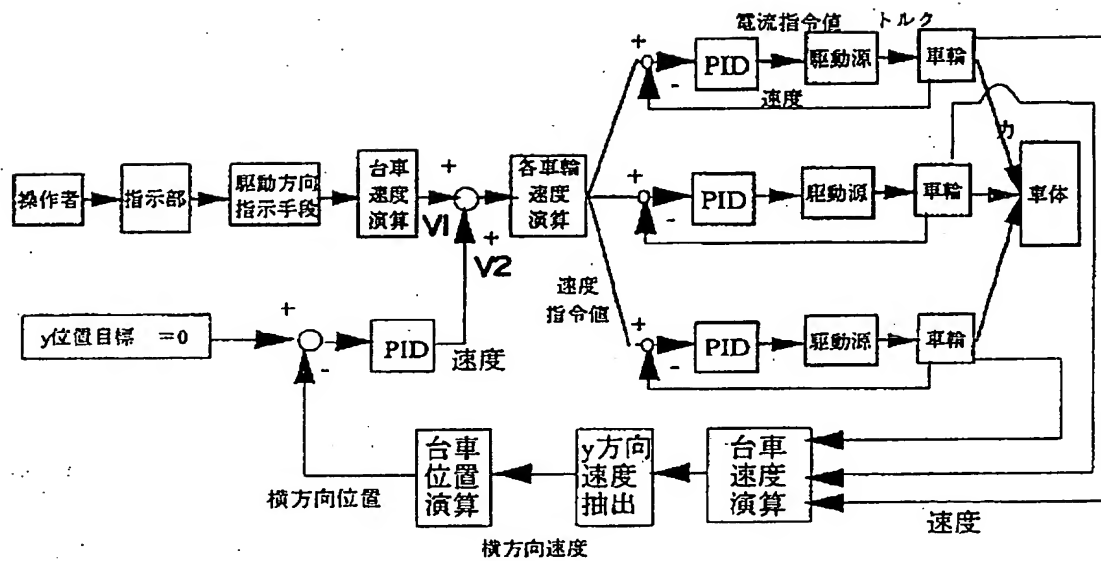 電流指令値
トルク
+
PID
駆動源
車輪
-
速度
力
操作者
指示部
駆動方向
指示手段
台車
速度
演算
+
V1
+
V2
各車輪
速度
演算
+
-
PID
駆動源
車輪
車体
速度
指令値
y位置目標 =0
+
-
PID
速度
+
-
PID
駆動源
車輪
台車
位置
演算
y方向
速度
抽出
台車
速度
演算
横方向位置
横方向速度
速度